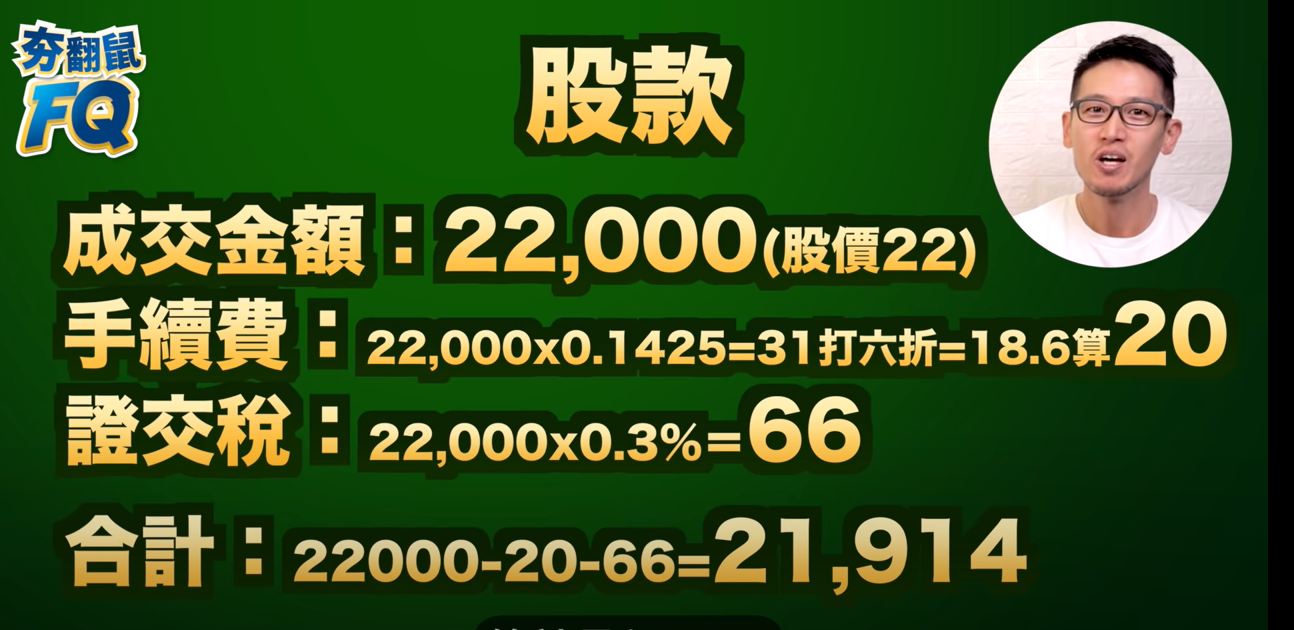 夯翻鼠
FQ
股款
成交金額：22,000(股價22)
手續費：22,000x0.1425=31打六折=18.6算20
證交稅：22,000x0.3%=66
合計：22000-20-66=21,914